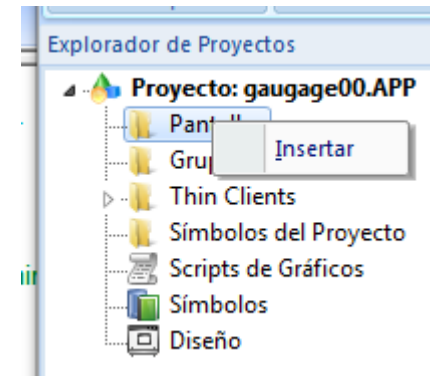 Explorador de Proyectos
Proyecto: gaugage00.APP
Insertar
Thin Clients
Símbolos del Proyecto
Scripts de Gráficos
Símbolos
Diseño